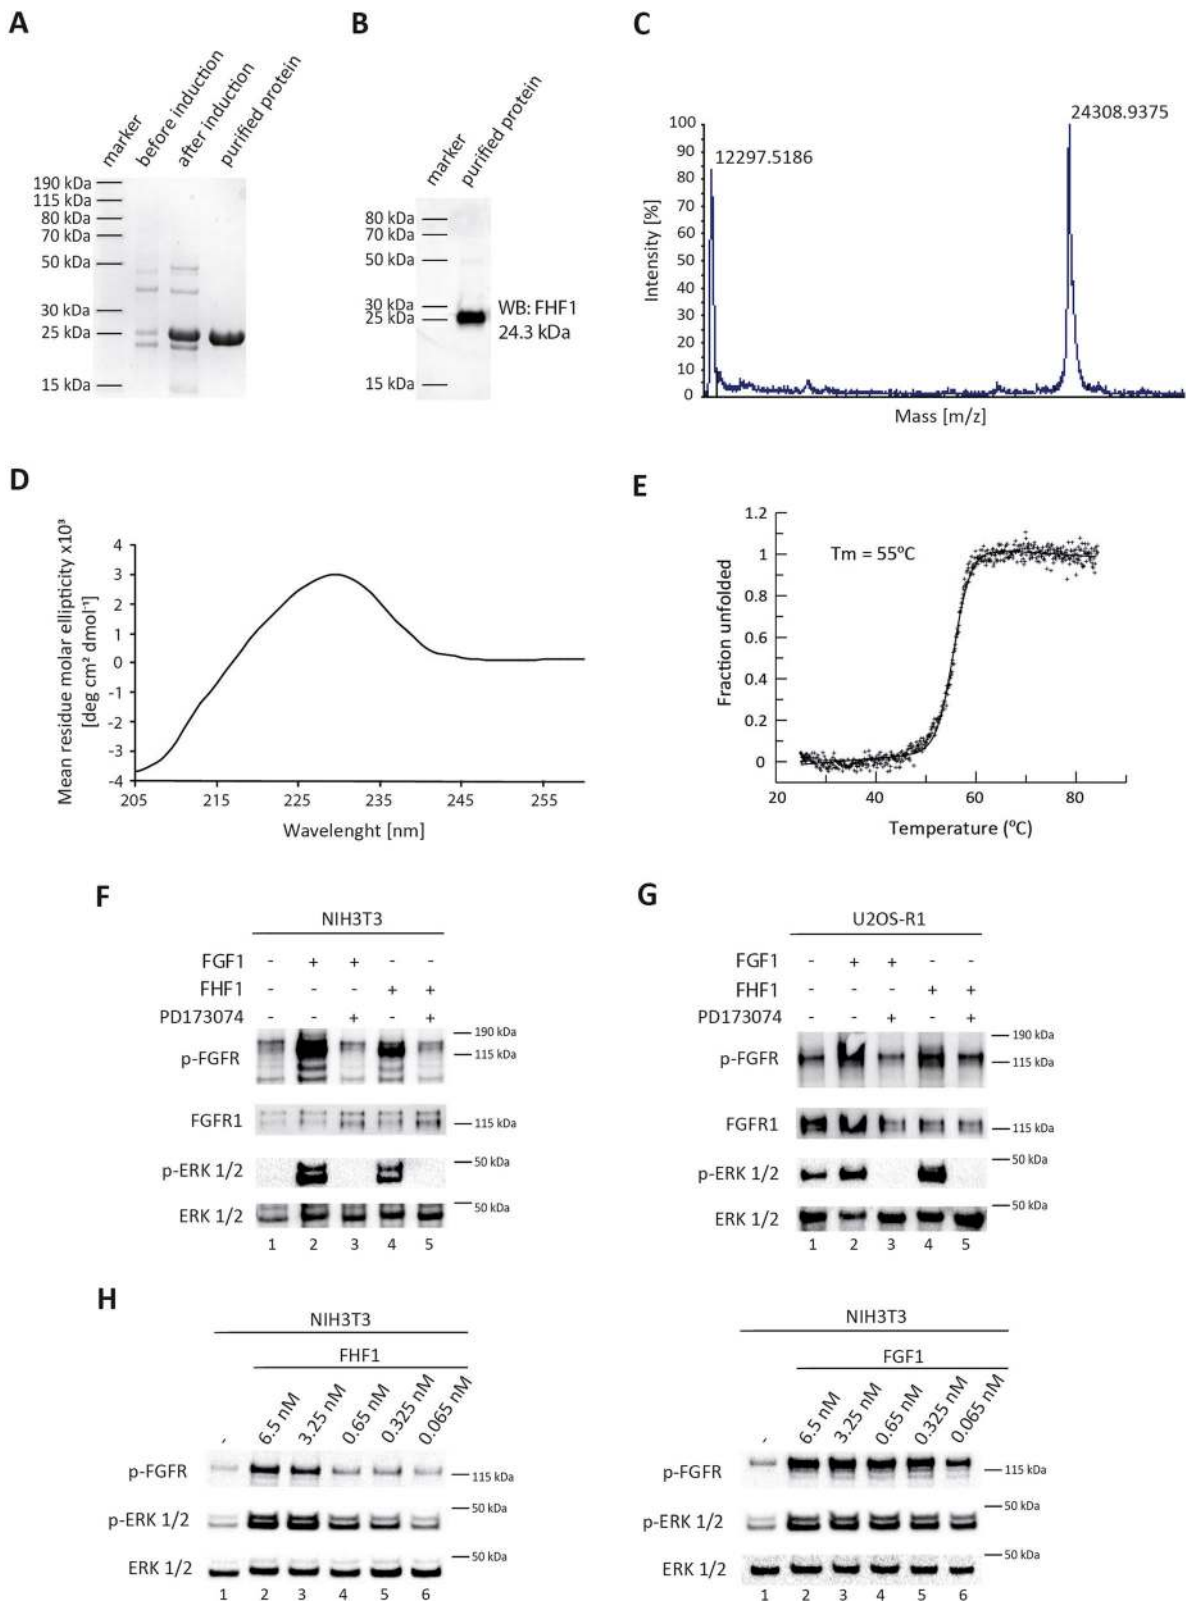 A
marker
before induction
after induction
purified protein
190 kDa
115 kDa
80 kDa
70 kDa
50 kDa
30 kDa
25 kDa
15 kDa
B
marker
purified protein
80 kDa
70 kDa
50 kDa
30 kDa
25 kDa
15 kDa
WB: FHF1
24.3 kDa
C
24308.9375
12297.5186
100
90
80
70
60
50
40
30
20
10
0
Intensity [%]
Mass [m/z]
D
Mean residue molar ellipticity x10³
[deg cm² dmol⁻¹]
4
3
2
1
0
-1
-2
-3
-4
205 215 225 235 245 255
Wavelenght [nm]
E
Fraction unfolded
1.2
1
0.8
0.6
0.4
0.2
0
Tm = 55ºC
20 40 60 80
Temperature (ºC)
F
NIH3T3
FGF1 - + + - -
FHF1 - - - + +
PD173074 - - + - +
p-FGFR
190 kDa
115 kDa
FGFR1
115 kDa
p-ERK 1/2
50 kDa
ERK 1/2
50 kDa
1 2 3 4 5
G
U2OS-R1
FGF1 - + + - -
FHF1 - - - + +
PD173074 - - + - +
p-FGFR
190 kDa
115 kDa
FGFR1
115 kDa
p-ERK 1/2
50 kDa
ERK 1/2
50 kDa
1 2 3 4 5
H
NIH3T3
FHF1
- 6.5 nM 3.25 nM 0.65 nM 0.325 nM 0.065 nM
p-FGFR
115 kDa
p-ERK 1/2
50 kDa
ERK 1/2
50 kDa
1 2 3 4 5 6
NIH3T3
FGF1
- 6.5 nM 3.25 nM 0.65 nM 0.325 nM 0.065 nM
p-FGFR
115 kDa
p-ERK 1/2
50 kDa
ERK 1/2
50 kDa
1 2 3 4 5 6